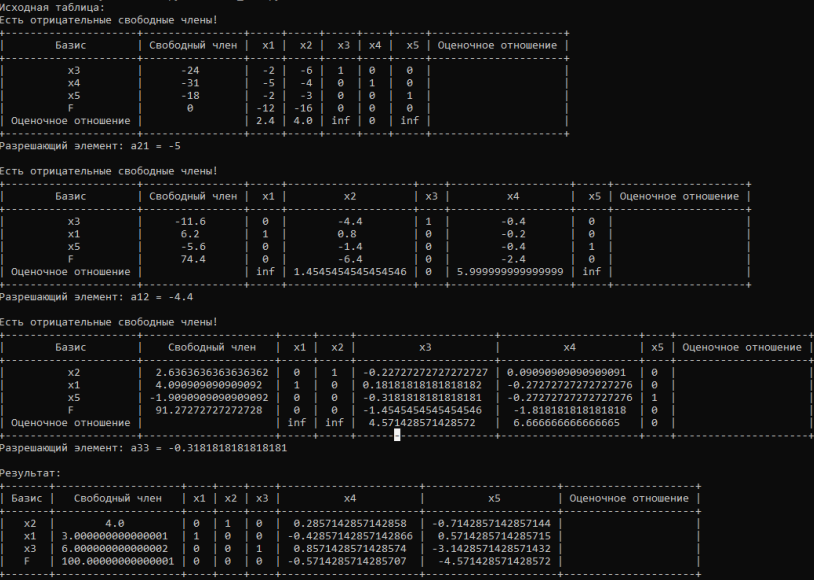 Исходная таблица:
Есть отрицательные свободные члены!
| Базис | Свободный член | x1 | x2 | x3 | x4 | x5 | Оценочное отношение |
| x3 | -24 | -2 | -6 | 1 | 0 | 0 | |
| x4 | -31 | -5 | -4 | 0 | 1 | 0 | |
| x5 | -18 | -2 | -3 | 0 | 0 | 1 | |
| F | 0 | -12 | -16 | 0 | 0 | 0 | |
| Оценочное отношение | | 2.4 | 4.0 | inf | 0 | inf | |
Разрешающий элемент: a21 = -5
Есть отрицательные свободные члены!
| Базис | Свободный член | x1 | x2 | x3 | x4 | x5 | Оценочное отношение |
| x3 | -11.6 | 0 | -4.4 | 1 | -0.4 | 0 | |
| x1 | 6.2 | 1 | 0.8 | 0 | -0.2 | 0 | |
| x5 | -5.6 | 0 | -1.4 | 0 | -0.4 | 1 | |
| F | 74.4 | 0 | -6.4 | 0 | -2.4 | 0 | |
| Оценочное отношение | | inf | 1.4545454545454546 | 0 | 5.999999999999999 | inf | |
Разрешающий элемент: a12 = -4.4
Есть отрицательные свободные члены!
| Базис | Свободный член | x1 | x2 | x3 | x4 | x5 | Оценочное отношение |
| x2 | 2.6363636363636362 | 0 | 1 | -0.22727272727272727 | 0.09090909090909091 | 0 | |
| x1 | 4.090909090909092 | 1 | 0 | 0.18181818181818182 | -0.27272727272727276 | 0 | |
| x5 | -1.9090909090909092 | 0 | 0 | -0.3181818181818181 | -0.27272727272727276 | 1 | |
| F | 91.27272727272728 | 0 | 0 | -1.4545454545454546 | -1.818181818181818 | 0 | |
| Оценочное отношение | | inf | inf | 4.571428571428572 | 6.666666666666665 | 0 | |
Разрешающий элемент: a33 = -0.3181818181818181
Результат:
| Базис | Свободный член | x1 | x2 | x3 | x4 | x5 | Оценочное отношение |
| x2 | 4.0 | 0 | 1 | 0 | 0.2857142857142858 | -0.7142857142857144 | |
| x1 | 3.000000000000001 | 1 | 0 | 0 | -0.42857142857142866 | 0.5714285714285715 | |
| x3 | 6.000000000000002 | 0 | 0 | 1 | 0.8571428571428574 | -3.1428571428571432 | |
| F | 100.00000000000001 | 0 | 0 | 0 | -0.5714285714285707 | -4.571428571428572 | |